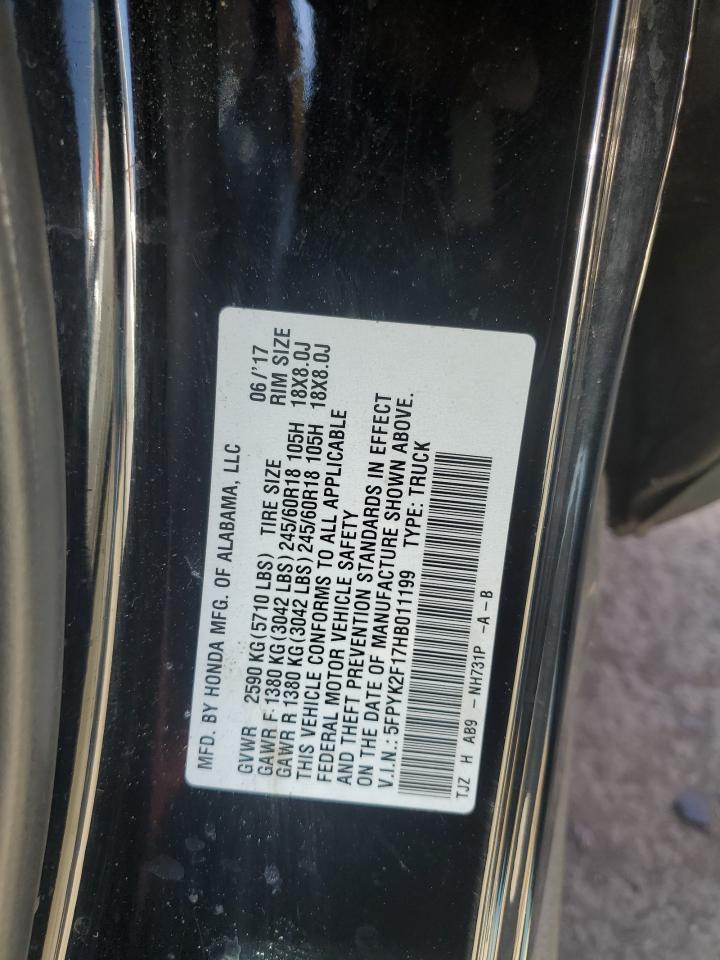 MFD. BY HONDA MFG. OF ALABAMA, LLC 06/'17
GVWR 2590 KG(5710 LBS) TIRE SIZE RIM SIZE
GAWR F 1380 KG(3042 LBS) 245/60R18 105H 18X8.0J
GAWR R 1380 KG(3042 LBS) 245/60R18 105H 18X8.0J
THIS VEHICLE CONFORMS TO ALL APPLICABLE
FEDERAL MOTOR VEHICLE SAFETY
AND THEFT PREVENTION STANDARDS IN EFFECT
ON THE DATE OF MANUFACTURE SHOWN ABOVE.
V.I.N.: 5FPYK2F17HB011199 TYPE: TRUCK
TJZ H AB9 - NH731P -A -B